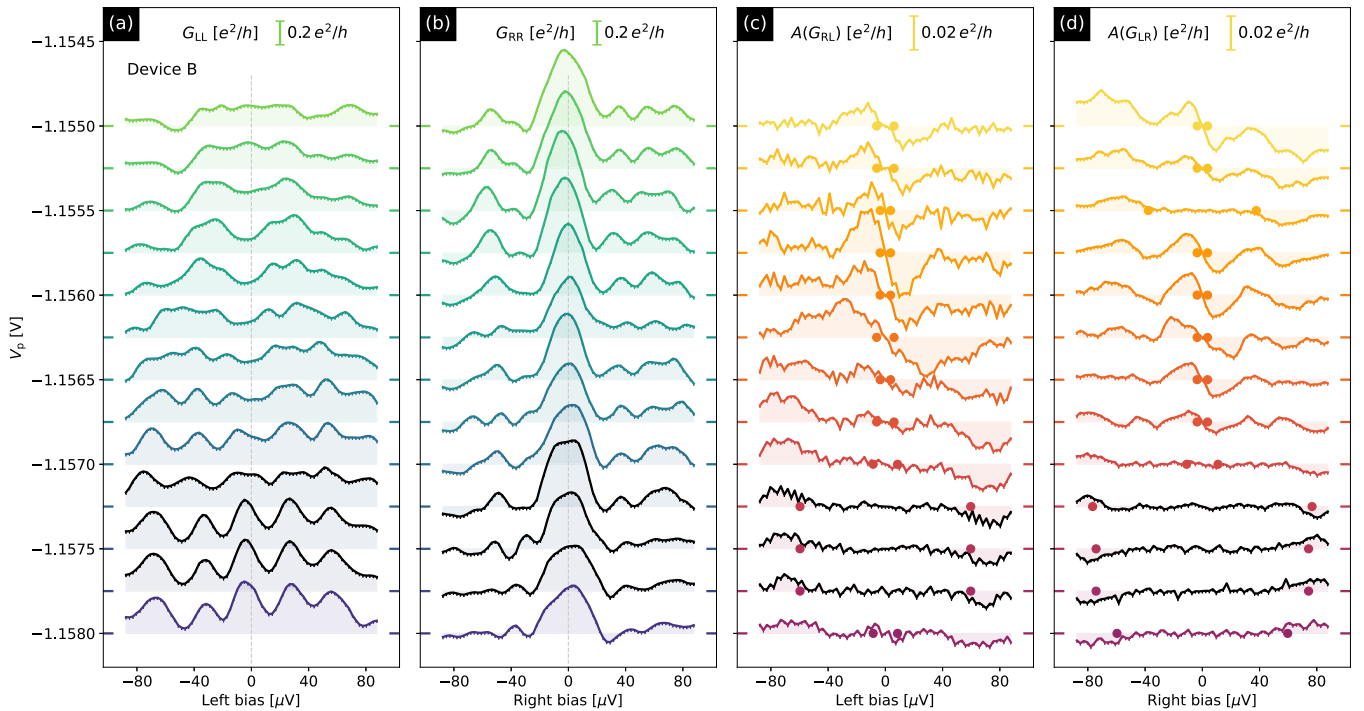 (a) G_LL [e²/h] 0.2 e²/h
(b) G_RR [e²/h] 0.2 e²/h
(c) A(G_RL) [e²/h] 0.02 e²/h
(d) A(G_LR) [e²/h] 0.02 e²/h
Device B
V_p [V]
−1.1545
−1.1550
−1.1555
−1.1560
−1.1565
−1.1570
−1.1575
−1.1580
−80 −40 0 40 80
−80 −40 0 40 80
−80 −40 0 40 80
−80 −40 0 40 80
Left bias [μV]
Right bias [μV]
Left bias [μV]
Right bias [μV]